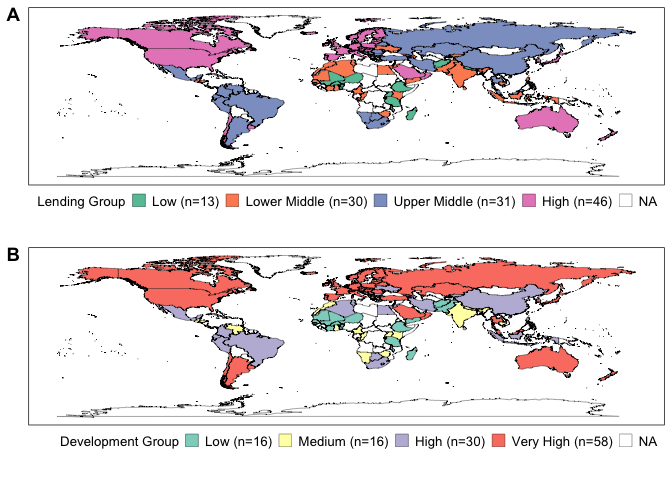 A
Lending Group Low (n=13) Lower Middle (n=30) Upper Middle (n=31) High (n=46) NA
B
Development Group Low (n=16) Medium (n=16) High (n=30) Very High (n=58) NA